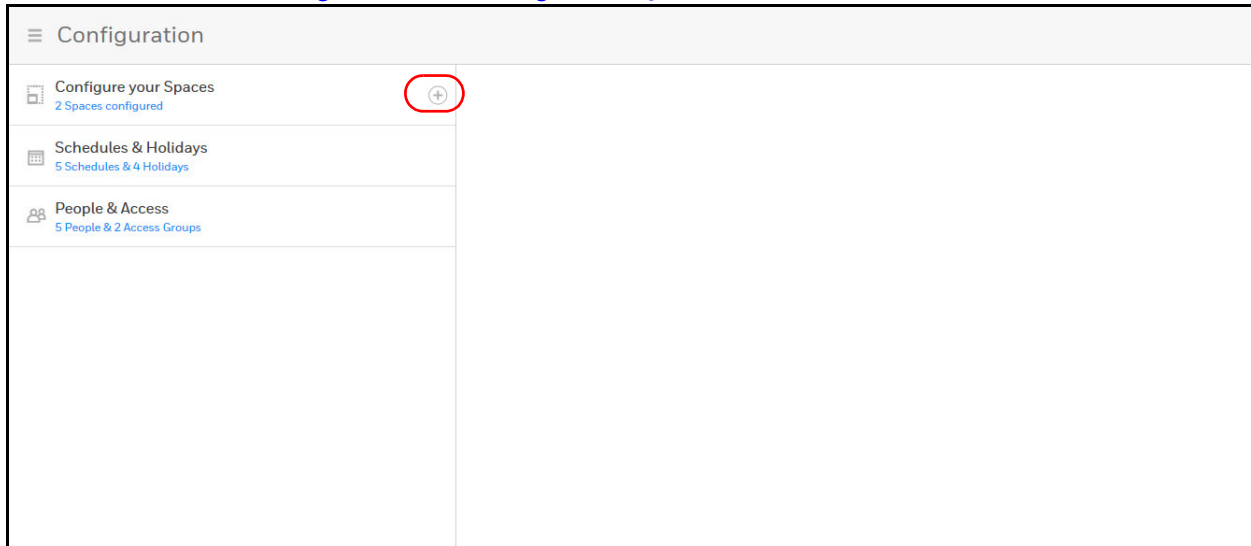 Configuration
Configure your Spaces
2 Spaces configured
Schedules & Holidays
5 Schedules & 4 Holidays
People & Access
5 People & 2 Access Groups